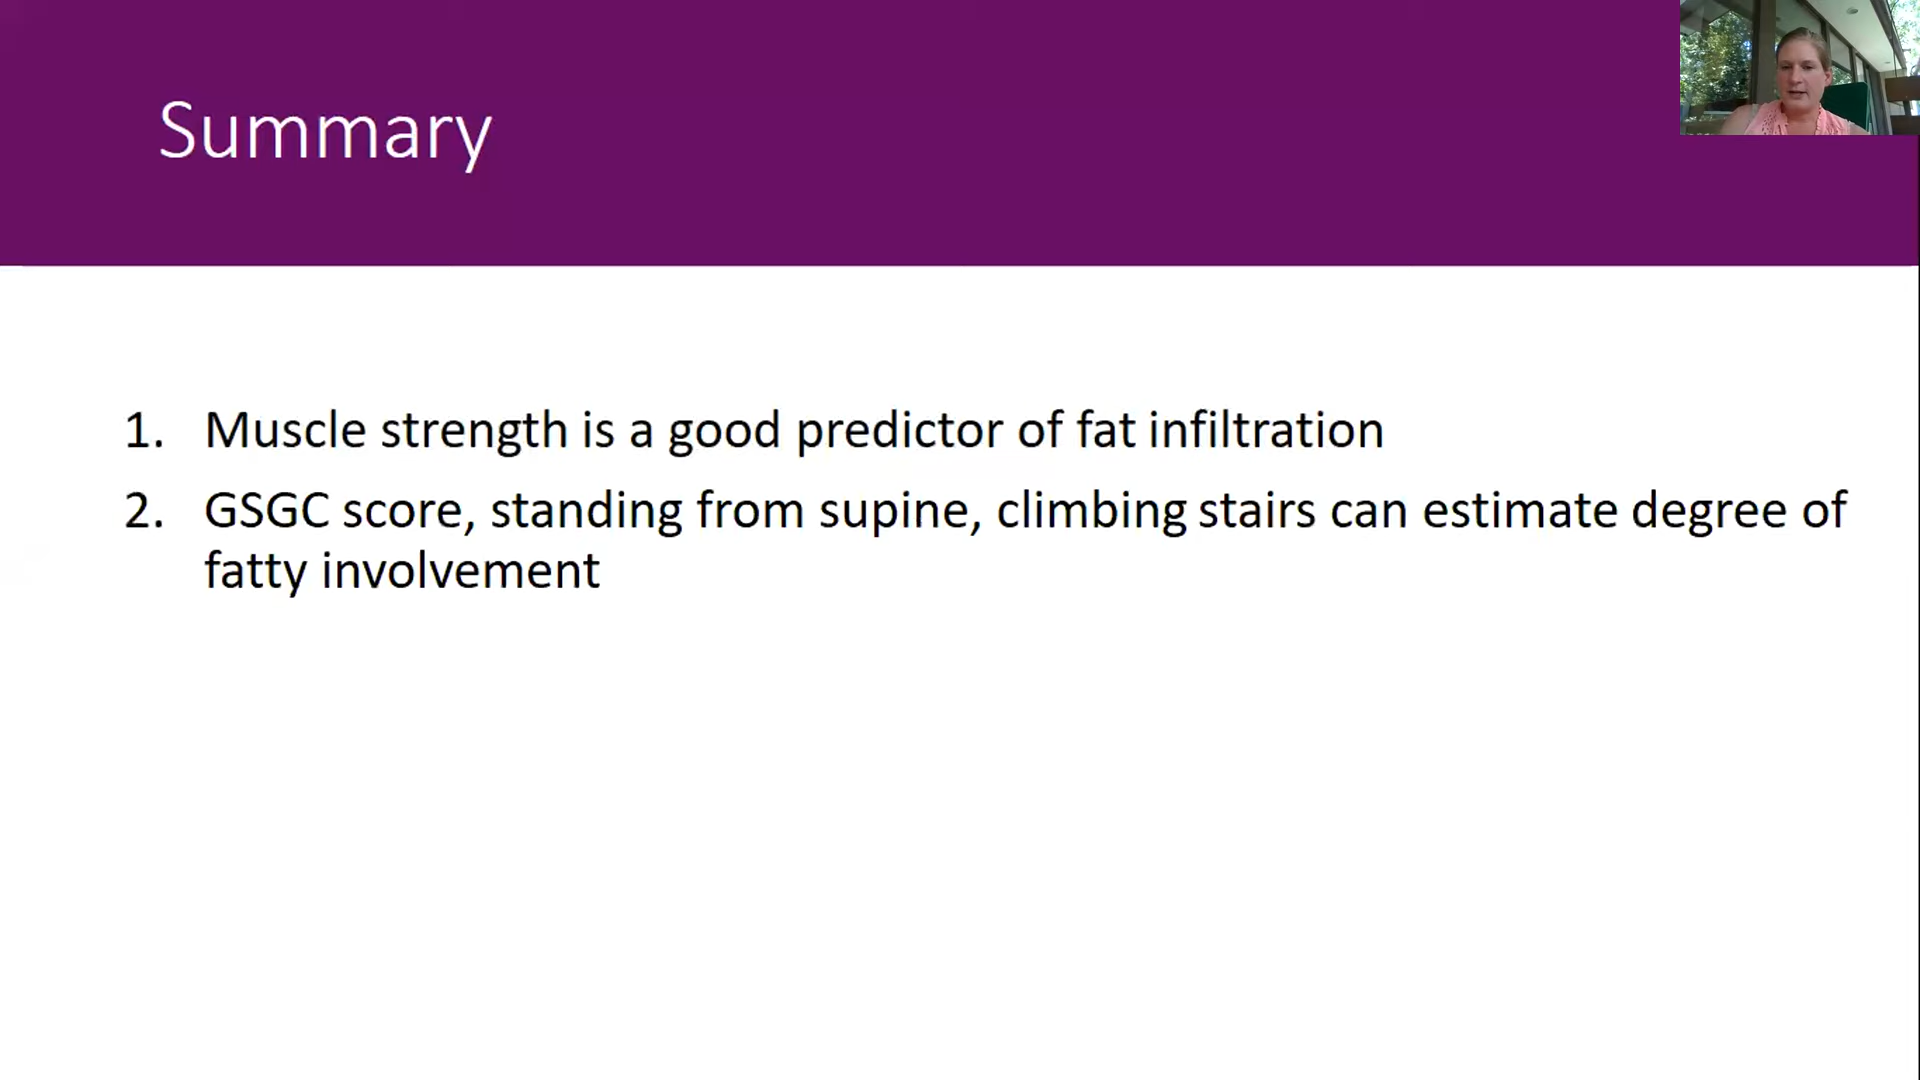 Summary
1. Muscle strength is a good predictor of fat infiltration
2. GSGC score, standing from supine, climbing stairs can estimate degree of
fatty involvement